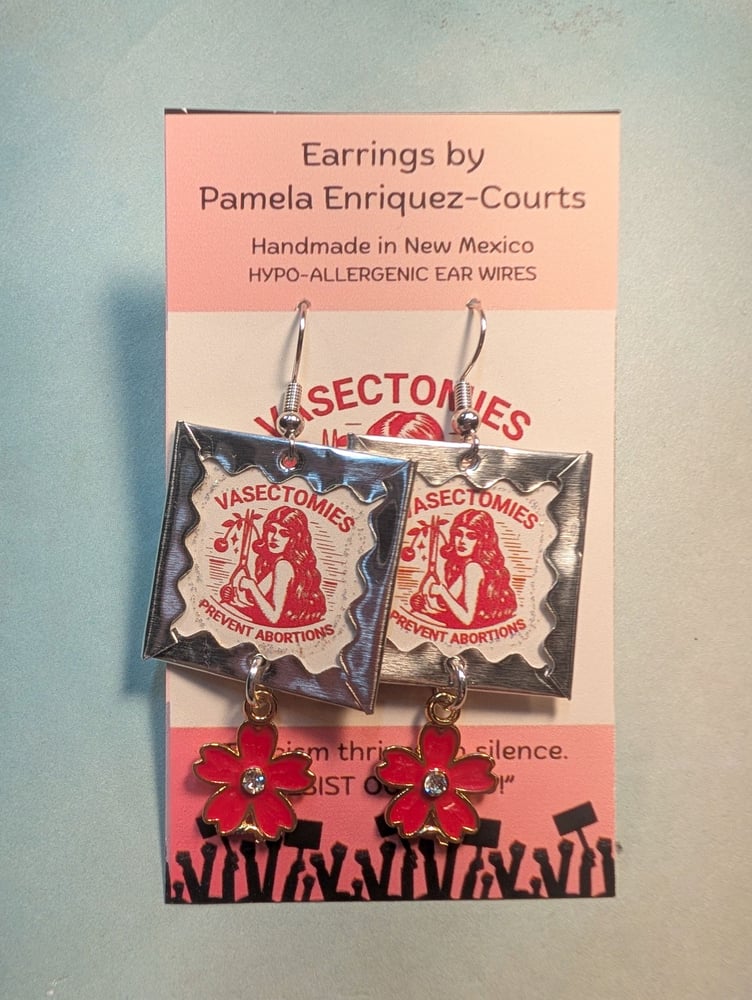 Earrings by
Pamela Enriquez-Courts
Handmade in New Mexico
HYPO-ALLERGENIC EAR WIRES
VASECTOMIES
VASECTOMIES
PREVENT ABORTIONS
VASECTOMIES
PREVENT ABORTIONS
silence.